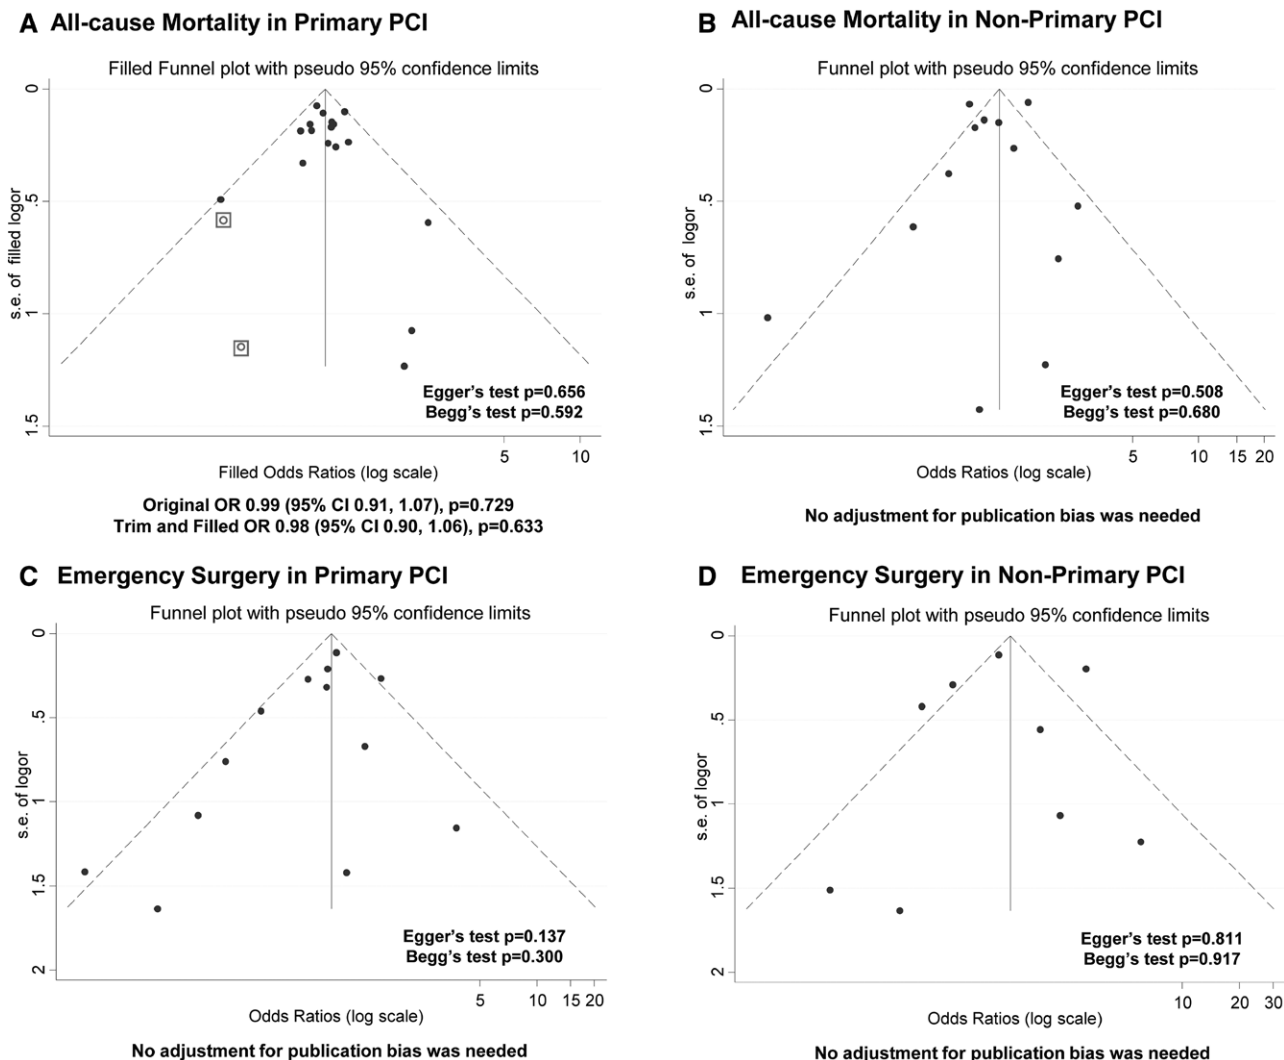 A All-cause Mortality in Primary PCI
Filled Funnel plot with pseudo 95% confidence limits
s.e. of filled logor
0
.5
1
1.5
Egger's test p=0.656
Begg's test p=0.592
5 10
Filled Odds Ratios (log scale)
Original OR 0.99 (95% CI 0.91, 1.07), p=0.729
Trim and Filled OR 0.98 (95% CI 0.90, 1.06), p=0.633
B All-cause Mortality in Non-Primary PCI
Funnel plot with pseudo 95% confidence limits
s.e. of logor
0
.5
1
1.5
Egger's test p=0.508
Begg's test p=0.680
5 10 15 20
Odds Ratios (log scale)
No adjustment for publication bias was needed
C Emergency Surgery in Primary PCI
Funnel plot with pseudo 95% confidence limits
s.e. of logor
0
.5
1
1.5
2
Egger's test p=0.137
Begg's test p=0.300
5 10 15 20
Odds Ratios (log scale)
No adjustment for publication bias was needed
D Emergency Surgery in Non-Primary PCI
Funnel plot with pseudo 95% confidence limits
s.e. of logor
0
.5
1
1.5
2
Egger's test p=0.811
Begg's test p=0.917
10 20 30
Odds Ratios (log scale)
No adjustment for publication bias was needed